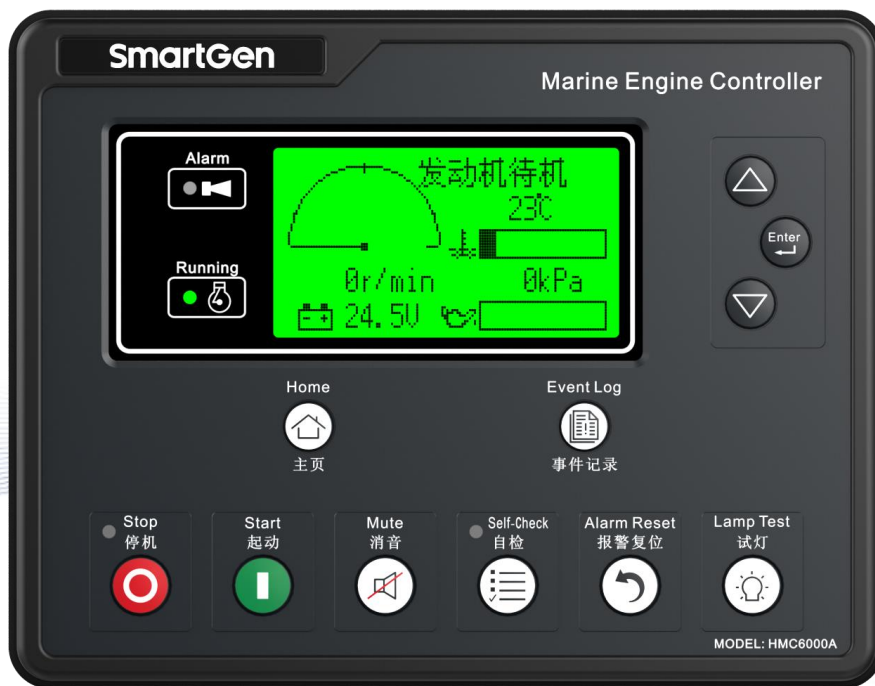 SmartGen
Marine Engine Controller
Alarm
发动机待机
23℃
Enter
Running
0r/min 0kPa
24.5V
Home
主页
Event Log
事件记录
Stop
停机
Start
起动
Mute
消音
Self-Check
自检
Alarm Reset
报警复位
Lamp Test
试灯
MODEL: HMC6000A